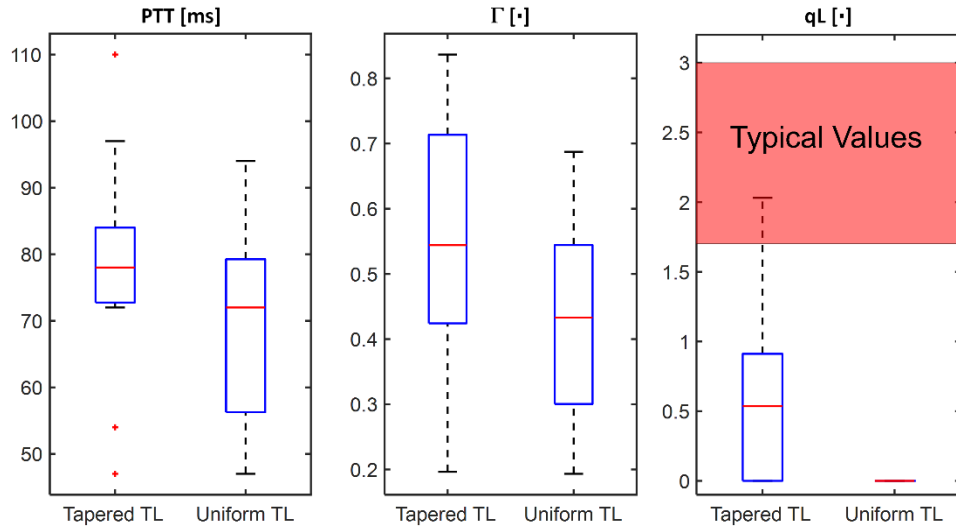 PTT [ms]
110
100
90
80
70
60
50
Tapered TL
Uniform TL
Γ [·]
0.8
0.7
0.6
0.5
0.4
0.3
0.2
Tapered TL
Uniform TL
qL [·]
3
2.5
2
1.5
1
0.5
0
Typical Values
Tapered TL
Uniform TL